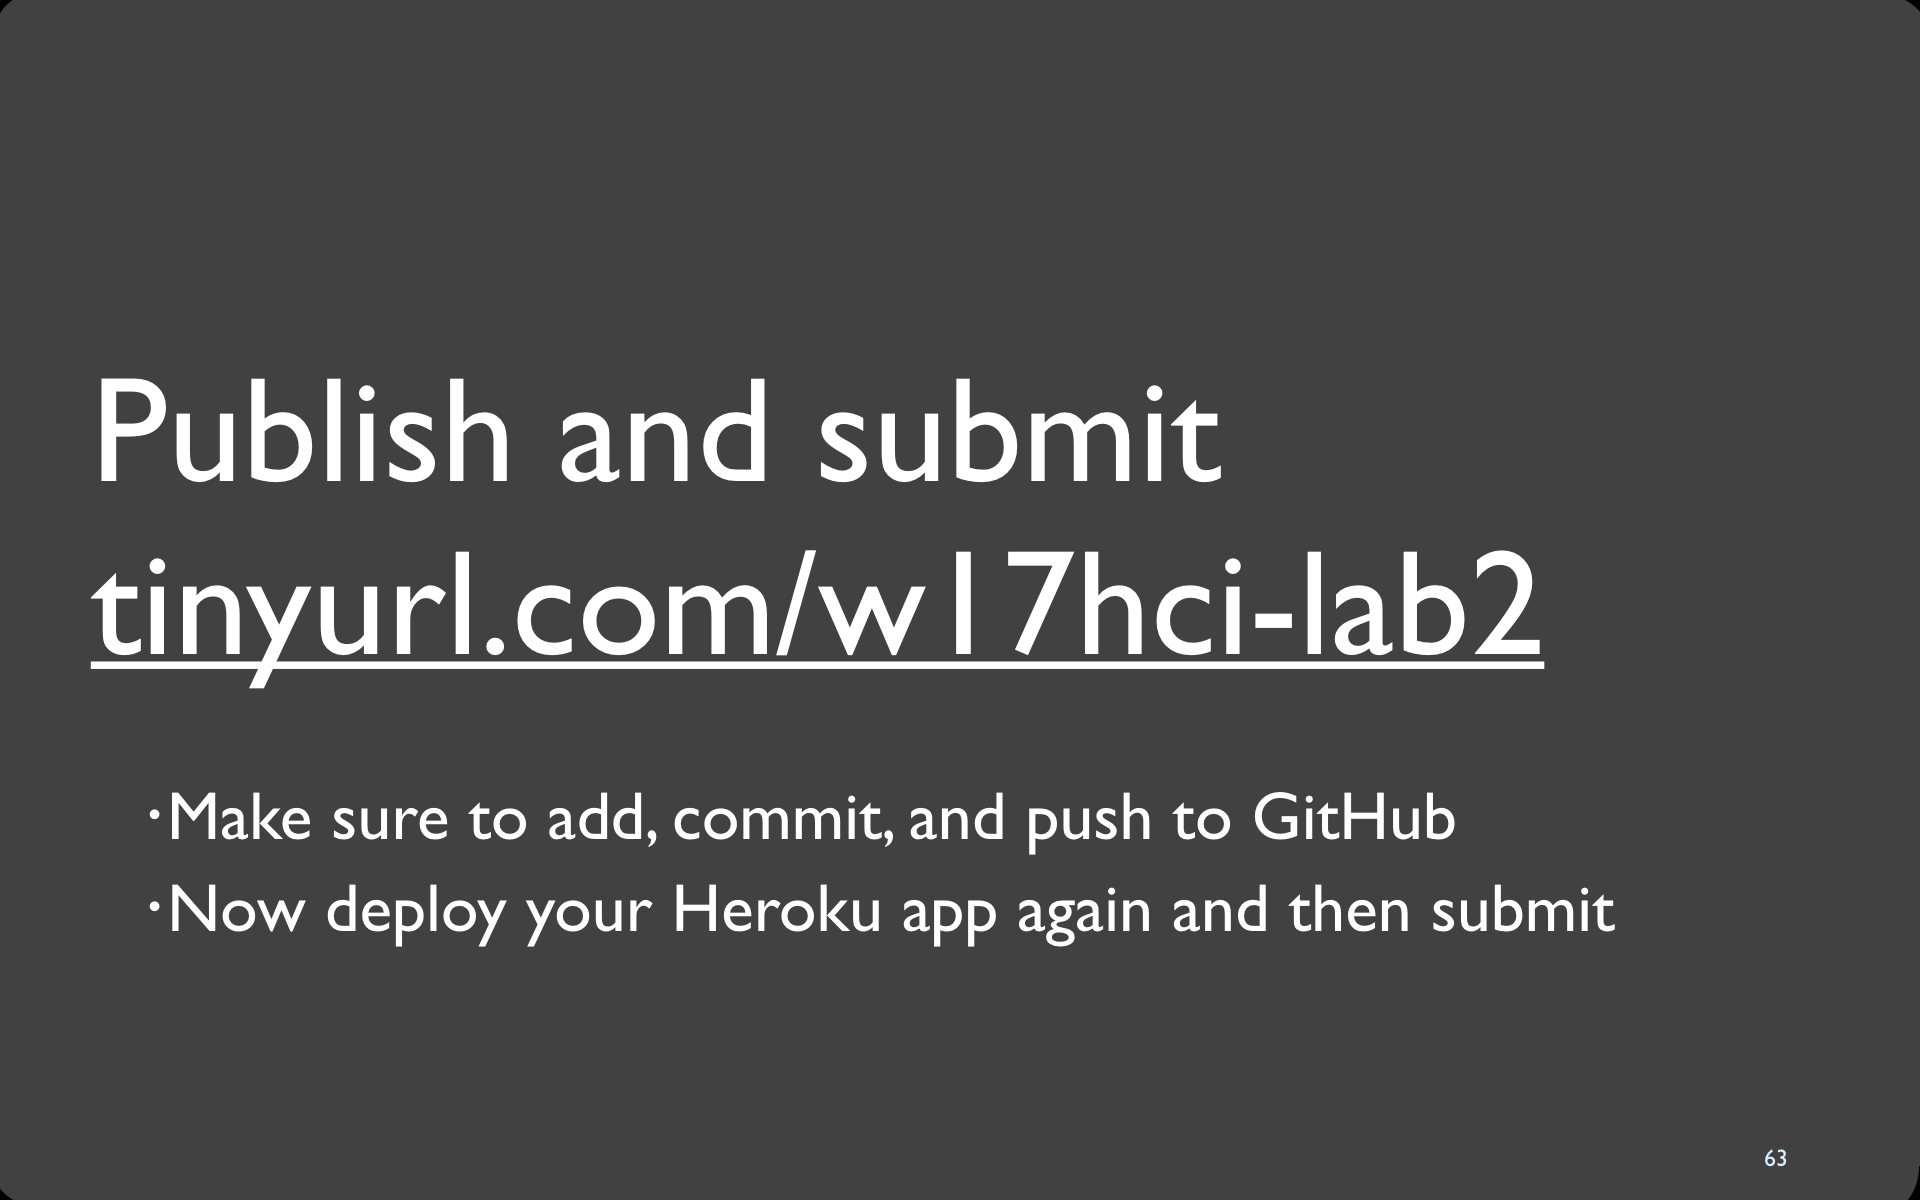 Publish and submit
tinyurl.com/w17hci-lab2
·Make sure to add, commit, and push to GitHub
·Now deploy your Heroku app again and then submit
63